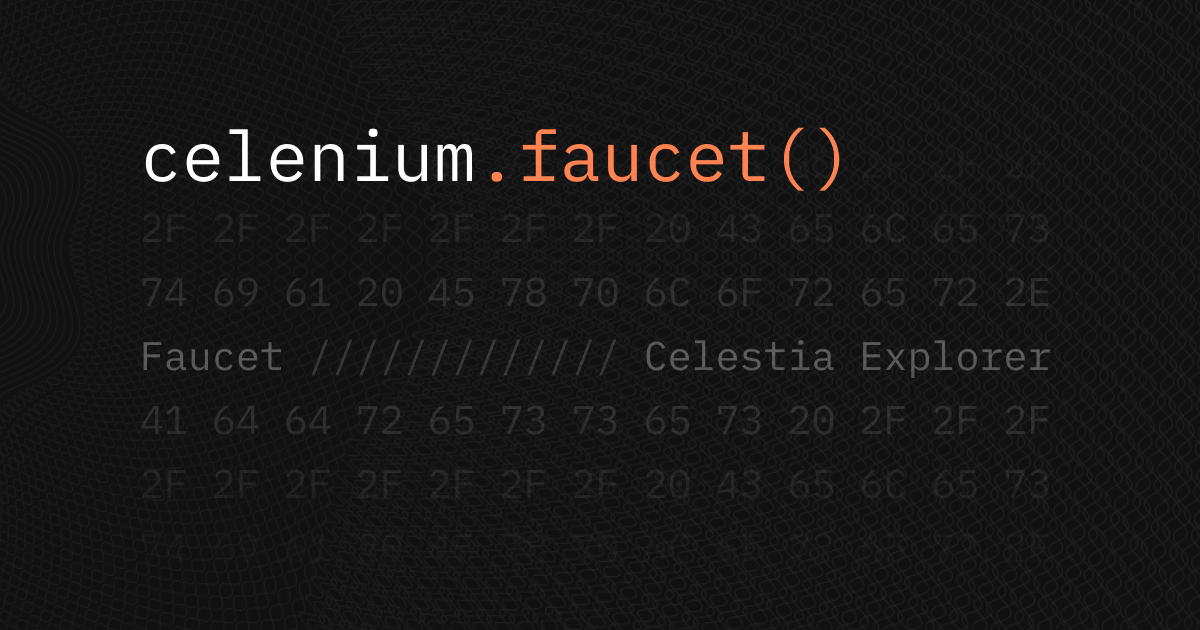 celenium.faucet()
2F 2F 2F 2F 2F 2F 2F 20 43 65 6C 65 73
74 69 61 20 45 78 70 6C 6F 72 65 72 2E
Faucet ///////////// Celestia Explorer
41 64 64 72 65 73 73 65 73 20 2F 2F 2F
2F 2F 2F 2F 2F 2F 2F 20 43 65 6C 65 73